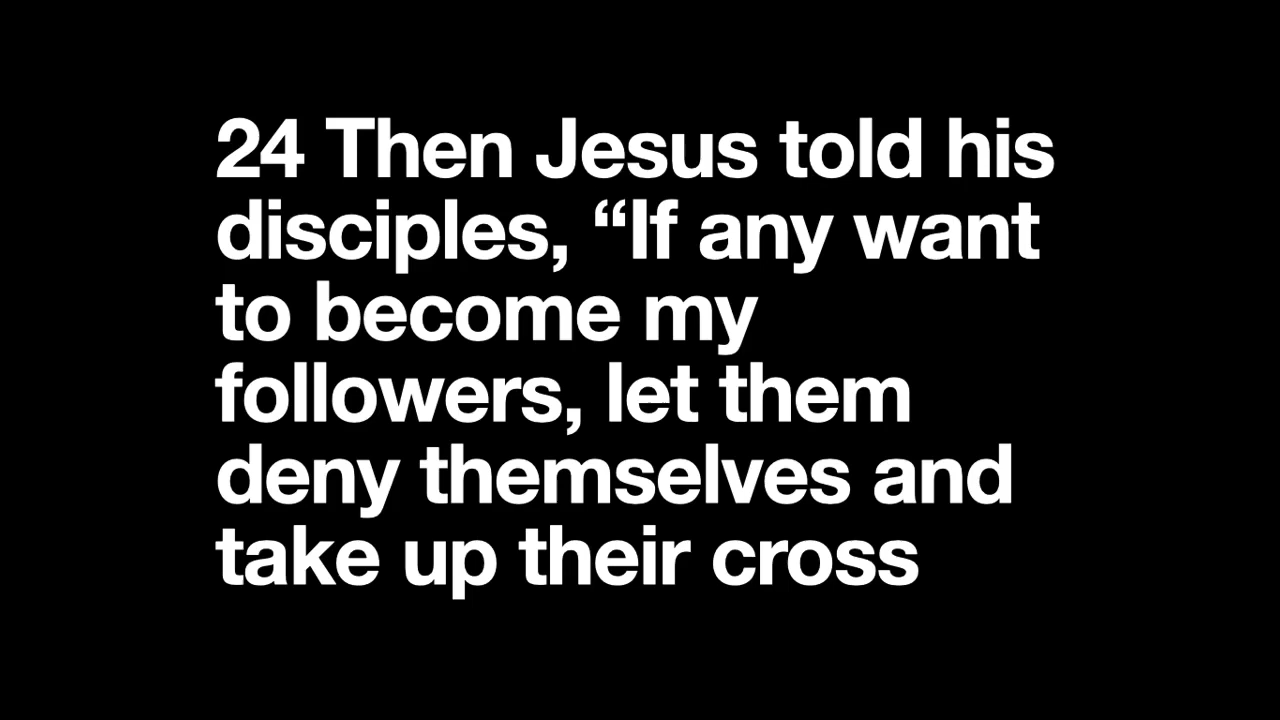 24 Then Jesus told his
disciples, “If any want
to become my
followers, let them
deny themselves and
take up their cross